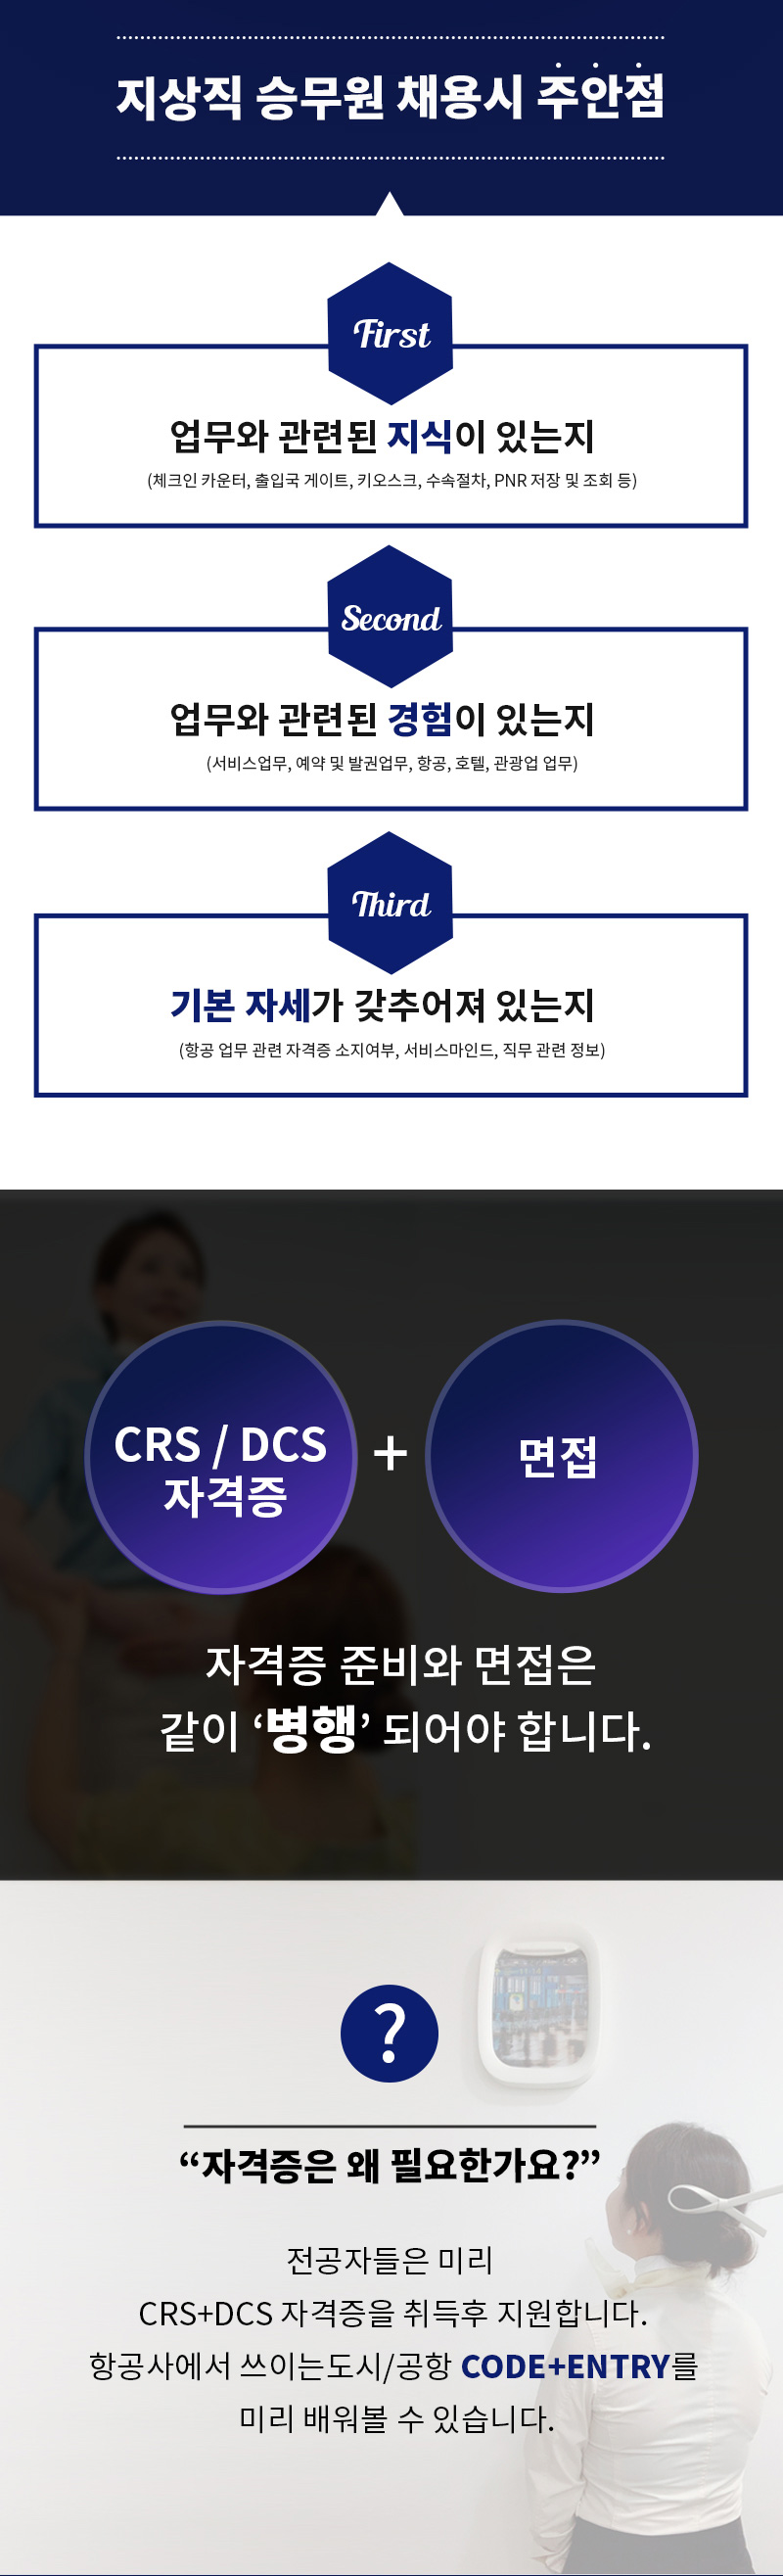 지상직 승무원 채용시 주안점
First
업무와 관련된 지식이 있는지
(체크인 카운터, 출입국 게이트, 키오스크, 수속절차, PNR 저장 및 조회 등)
Second
업무와 관련된 경험이 있는지
(서비스업무, 예약 및 발권업무, 항공, 호텔, 관광업 업무)
Third
기본 자세가 갖추어져 있는지
(항공 업무 관련 자격증 소지여부, 서비스마인드, 직무 관련 정보)
CRS / DCS
자격증
+
면접
자격증 준비와 면접은
같이 ‘병행’ 되어야 합니다.
?
“자격증은 왜 필요한가요?”
전공자들은 미리
CRS+DCS 자격증을 취득후 지원합니다.
항공사에서 쓰이는도시/공항 CODE+ENTRY를
미리 배워볼 수 있습니다.